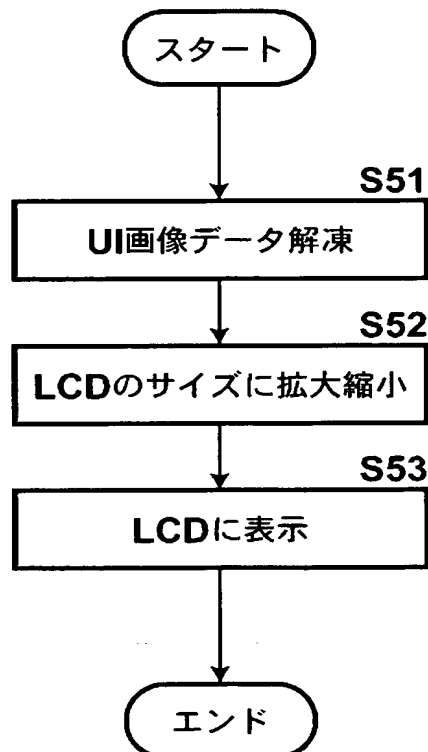 スタート
S51
UI画像データ解凍
S52
LCDのサイズに拡大縮小
S53
LCDに表示
エンド